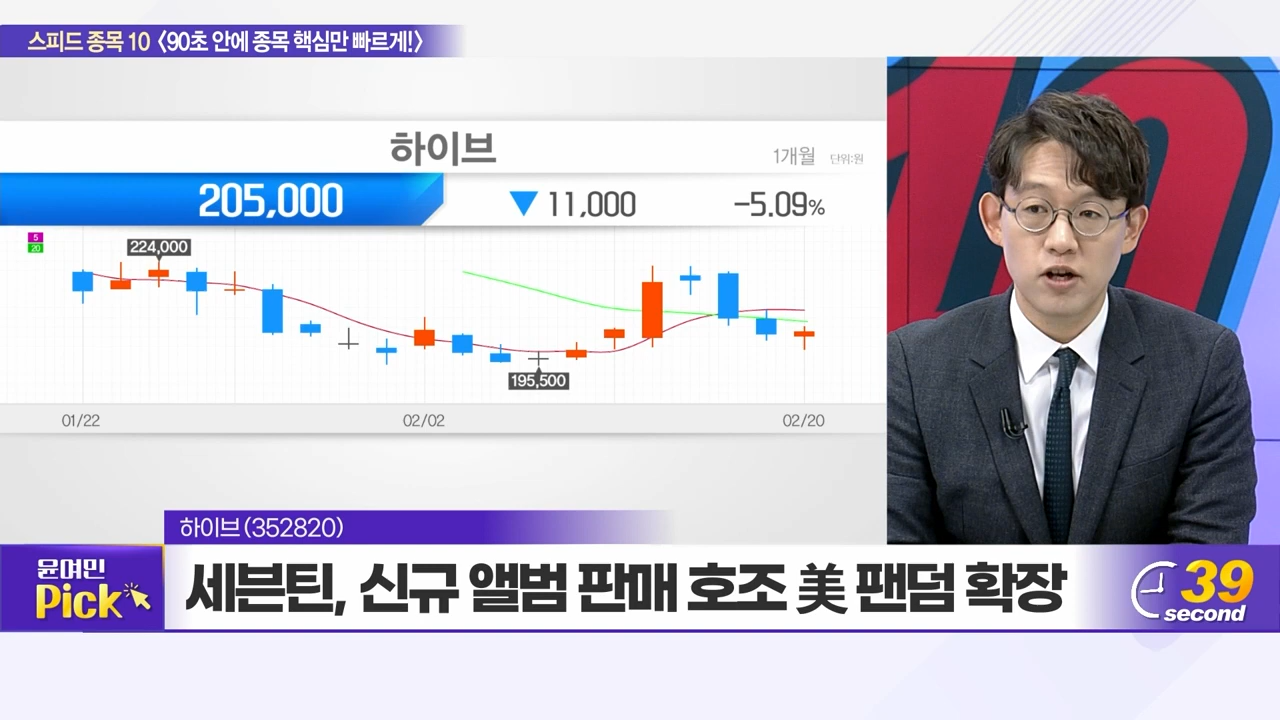 스피드 종목 10 〈90초 안에 종목 핵심만 빠르게!〉
하이브
1개월 단위:원
205,000 ▼ 11,000 -5.09%
5
20
224,000
195,500
01/22 02/02 02/20
하이브(352820)
윤여민
Pick
세븐틴, 신규 앨범 판매 호조 美 팬덤 확장
39
second
10